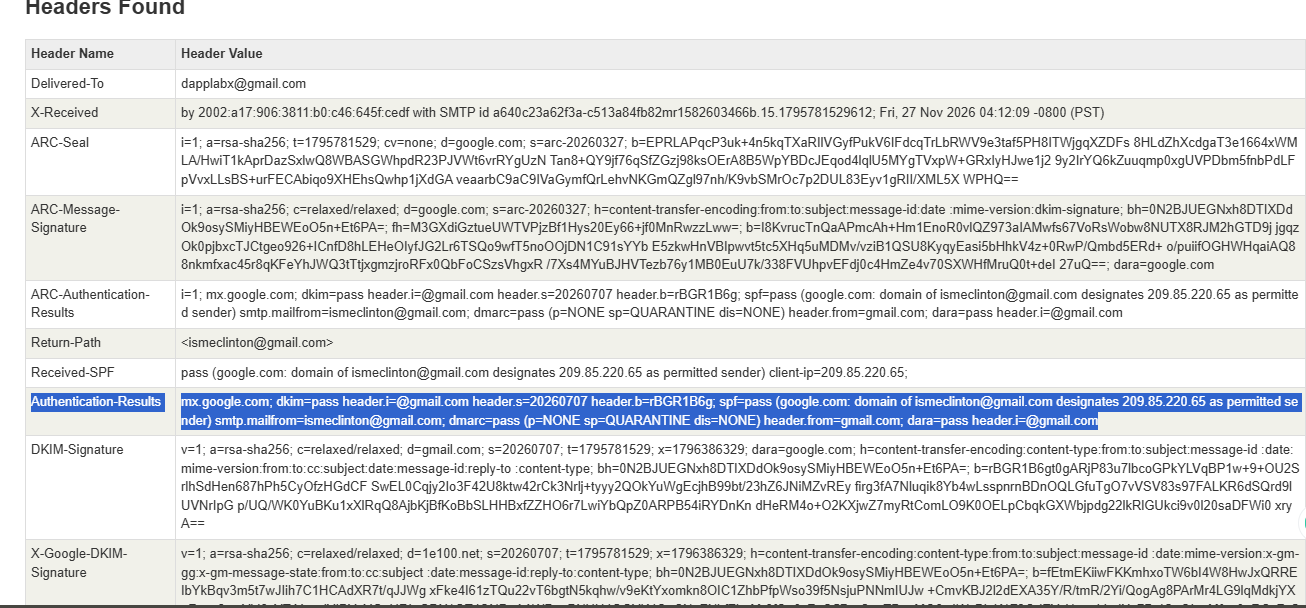 Headers Found
Header Name Header Value
Delivered-To dapplabx@gmail.com
X-Received by 2002:a17:906:3811:b0:c46:645f:cedf with SMTP id a640c23a62f3a-c513a84fb82mr1582603466b.15.1795781529612; Fri, 27 Nov 2026 04:12:09 -0800 (PST)
ARC-Seal i=1; a=rsa-sha256; t=1795781529; cv=none; d=google.com; s=arc-20260327; b=EPRLAPqcP3uk+4n5kqTXaRIlVGyfPukV6IFdcqTrLbRWV9e3taf5PH8ITWjgqXZDFs 8HLdZhXcdgaT3e1664xWM
LA/HwiT1kAprDazSxlwQ8WBASGWhpdR23PJVWt6vrRYgUzN Tan8+QY9jf76qSfZGzj98ksOErA8B5WpYBDcJEqod4lqlU5MYgTVxpW+GRxlyHJwe1j2 9y2IrYQ6kZuuqmp0xgUVPDbm5fnbPdLF
pVvxLLsBS+urFECAbiqo9XHEhsQwhp1jXdGA veaarbC9aC9IVaGymfQrLehvNKGmQZgl97nh/K9vbSMrOc7p2DUL83Eyv1gRII/XML5X WPHQ==
ARC-Message- i=1; a=rsa-sha256; c=relaxed/relaxed; d=google.com; s=arc-20260327; h=content-transfer-encoding:from:to:subject:message-id:date :mime-version:dkim-signature; bh=0N2BJUEGNxh8DTIXDd
Signature Ok9osySMiyHBEWEoO5n+Et6PA=; fh=M3GXdiGztueUWTVPjzBf1Hys20Ey66+jf0MnRwzzLww=; b=I8KvrucTnQaAPmcAh+Hm1EnoR0vIQZ973aIAMwfs67VoRsWobw8NUTX8RJM2hGTD9j jgqz
Ok0pjbxcTJCtgeo926+ICnfD8hLEHeOIyfJG2Lr6TSQo9wfT5noOOjDN1C91sYYb E5zkwHnVBIpwvt5tc5XHq5uMDMv/vziB1QSU8KyqyEasi5bHhkV4z+0RwP/Qmbd5ERd+ o/puiifOGHWHqaiAQ8
8nkmfxac45r8qKFeYhJWQ3tTtjxgmzjroRFx0QbFoCSzsVhgxR /7Xs4MYuBJHVTezb76y1MB0EuU7k/338FVUhpvEFdj0c4HmZe4v70SXWHfMruQ0t+deI 27uQ==; dara=google.com
ARC-Authentication- i=1; mx.google.com; dkim=pass header.i=@gmail.com header.s=20260707 header.b=rBGR1B6g; spf=pass (google.com: domain of ismeclinton@gmail.com designates 209.85.220.65 as permitte
Results d sender) smtp.mailfrom=ismeclinton@gmail.com; dmarc=pass (p=NONE sp=QUARANTINE dis=NONE) header.from=gmail.com; dara=pass header.i=@gmail.com
Return-Path <ismeclinton@gmail.com>
Received-SPF pass (google.com: domain of ismeclinton@gmail.com designates 209.85.220.65 as permitted sender) client-ip=209.85.220.65;
Authentication-Results mx.google.com; dkim=pass header.i=@gmail.com header.s=20260707 header.b=rBGR1B6g; spf=pass (google.com: domain of ismeclinton@gmail.com designates 209.85.220.65 as permitted se
nder) smtp.mailfrom=ismeclinton@gmail.com; dmarc=pass (p=NONE sp=QUARANTINE dis=NONE) header.from=gmail.com; dara=pass header.i=@gmail.com
DKIM-Signature v=1; a=rsa-sha256; c=relaxed/relaxed; d=gmail.com; s=20260707; t=1795781529; x=1796386329; dara=google.com; h=content-transfer-encoding:content-type:from:to:subject:message-id :date:
mime-version:from:to:cc:subject:date:message-id:reply-to :content-type; bh=0N2BJUEGNxh8DTIXDdOk9osySMiyHBEWEoO5n+Et6PA=; b=rBGR1B6gt0gARjP83u7IbcoGPkYLVqBP1w+9+OU2S
rlhSdHen687hPh5CyOfzHGdCF SwEL0Cqjy2Io3F42U8ktw42rCk3Nrlj+tyyy2QOkYuWgEcjhB99bt/23hZ6JNiMZvREy firg3fA7Nluqik8Yb4wLsspnrnBDnOQLGfuTgO7vVSV83s97FALKR6dSQrd9l
UVNrIpG p/UQ/WK0YuBKu1xXlRqQ8AjbKjBfKoBbSLHHBxfZZHO6r7LwiYbQpZ0ARPB54iRYDnKn dHeRM4o+O2KXjwZ7myRtComLO9K0OELpCbqkGXWbjpdg22IkRlGUkci9v0I20saDFWi0 xry
A==
X-Google-DKIM- v=1; a=rsa-sha256; c=relaxed/relaxed; d=1e100.net; s=20260707; t=1795781529; x=1796386329; h=content-transfer-encoding:content-type:from:to:subject:message-id :date:mime-version:x-gm-
Signature gg:x-gm-message-state:from:to:cc:subject :date:message-id:reply-to:content-type; bh=0N2BJUEGNxh8DTIXDdOk9osySMiyHBEWEoO5n+Et6PA=; b=fEtmEKiiwFKKmhxoTW6bI4W8HwJxQRRE
IbYkBqv3m5t7wJIih7C1HCAdXR7t/qJJWg xFke4I61zTQu22vT6bgtN5kqhw/v9eKtYxomkn8OIC1ZhbPfpWso39f5NsjuPNNmIUJw +CmvKBJ2l2dEXA35Y/R/tmR/2Yi/QogAg8PArMr4LG9IqMdkjYX